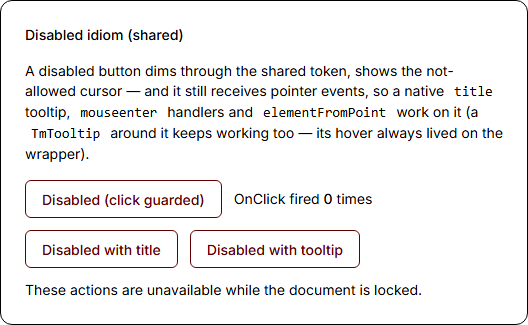 Disabled idiom (shared)
A disabled button dims through the shared token, shows the not-
allowed cursor — and it still receives pointer events, so a native title
tooltip, mouseenter handlers and elementFromPoint work on it (a
TmTooltip around it keeps working too — its hover always lived on the
wrapper).
Disabled (click guarded) OnClick fired 0 times
Disabled with title Disabled with tooltip
These actions are unavailable while the document is locked.